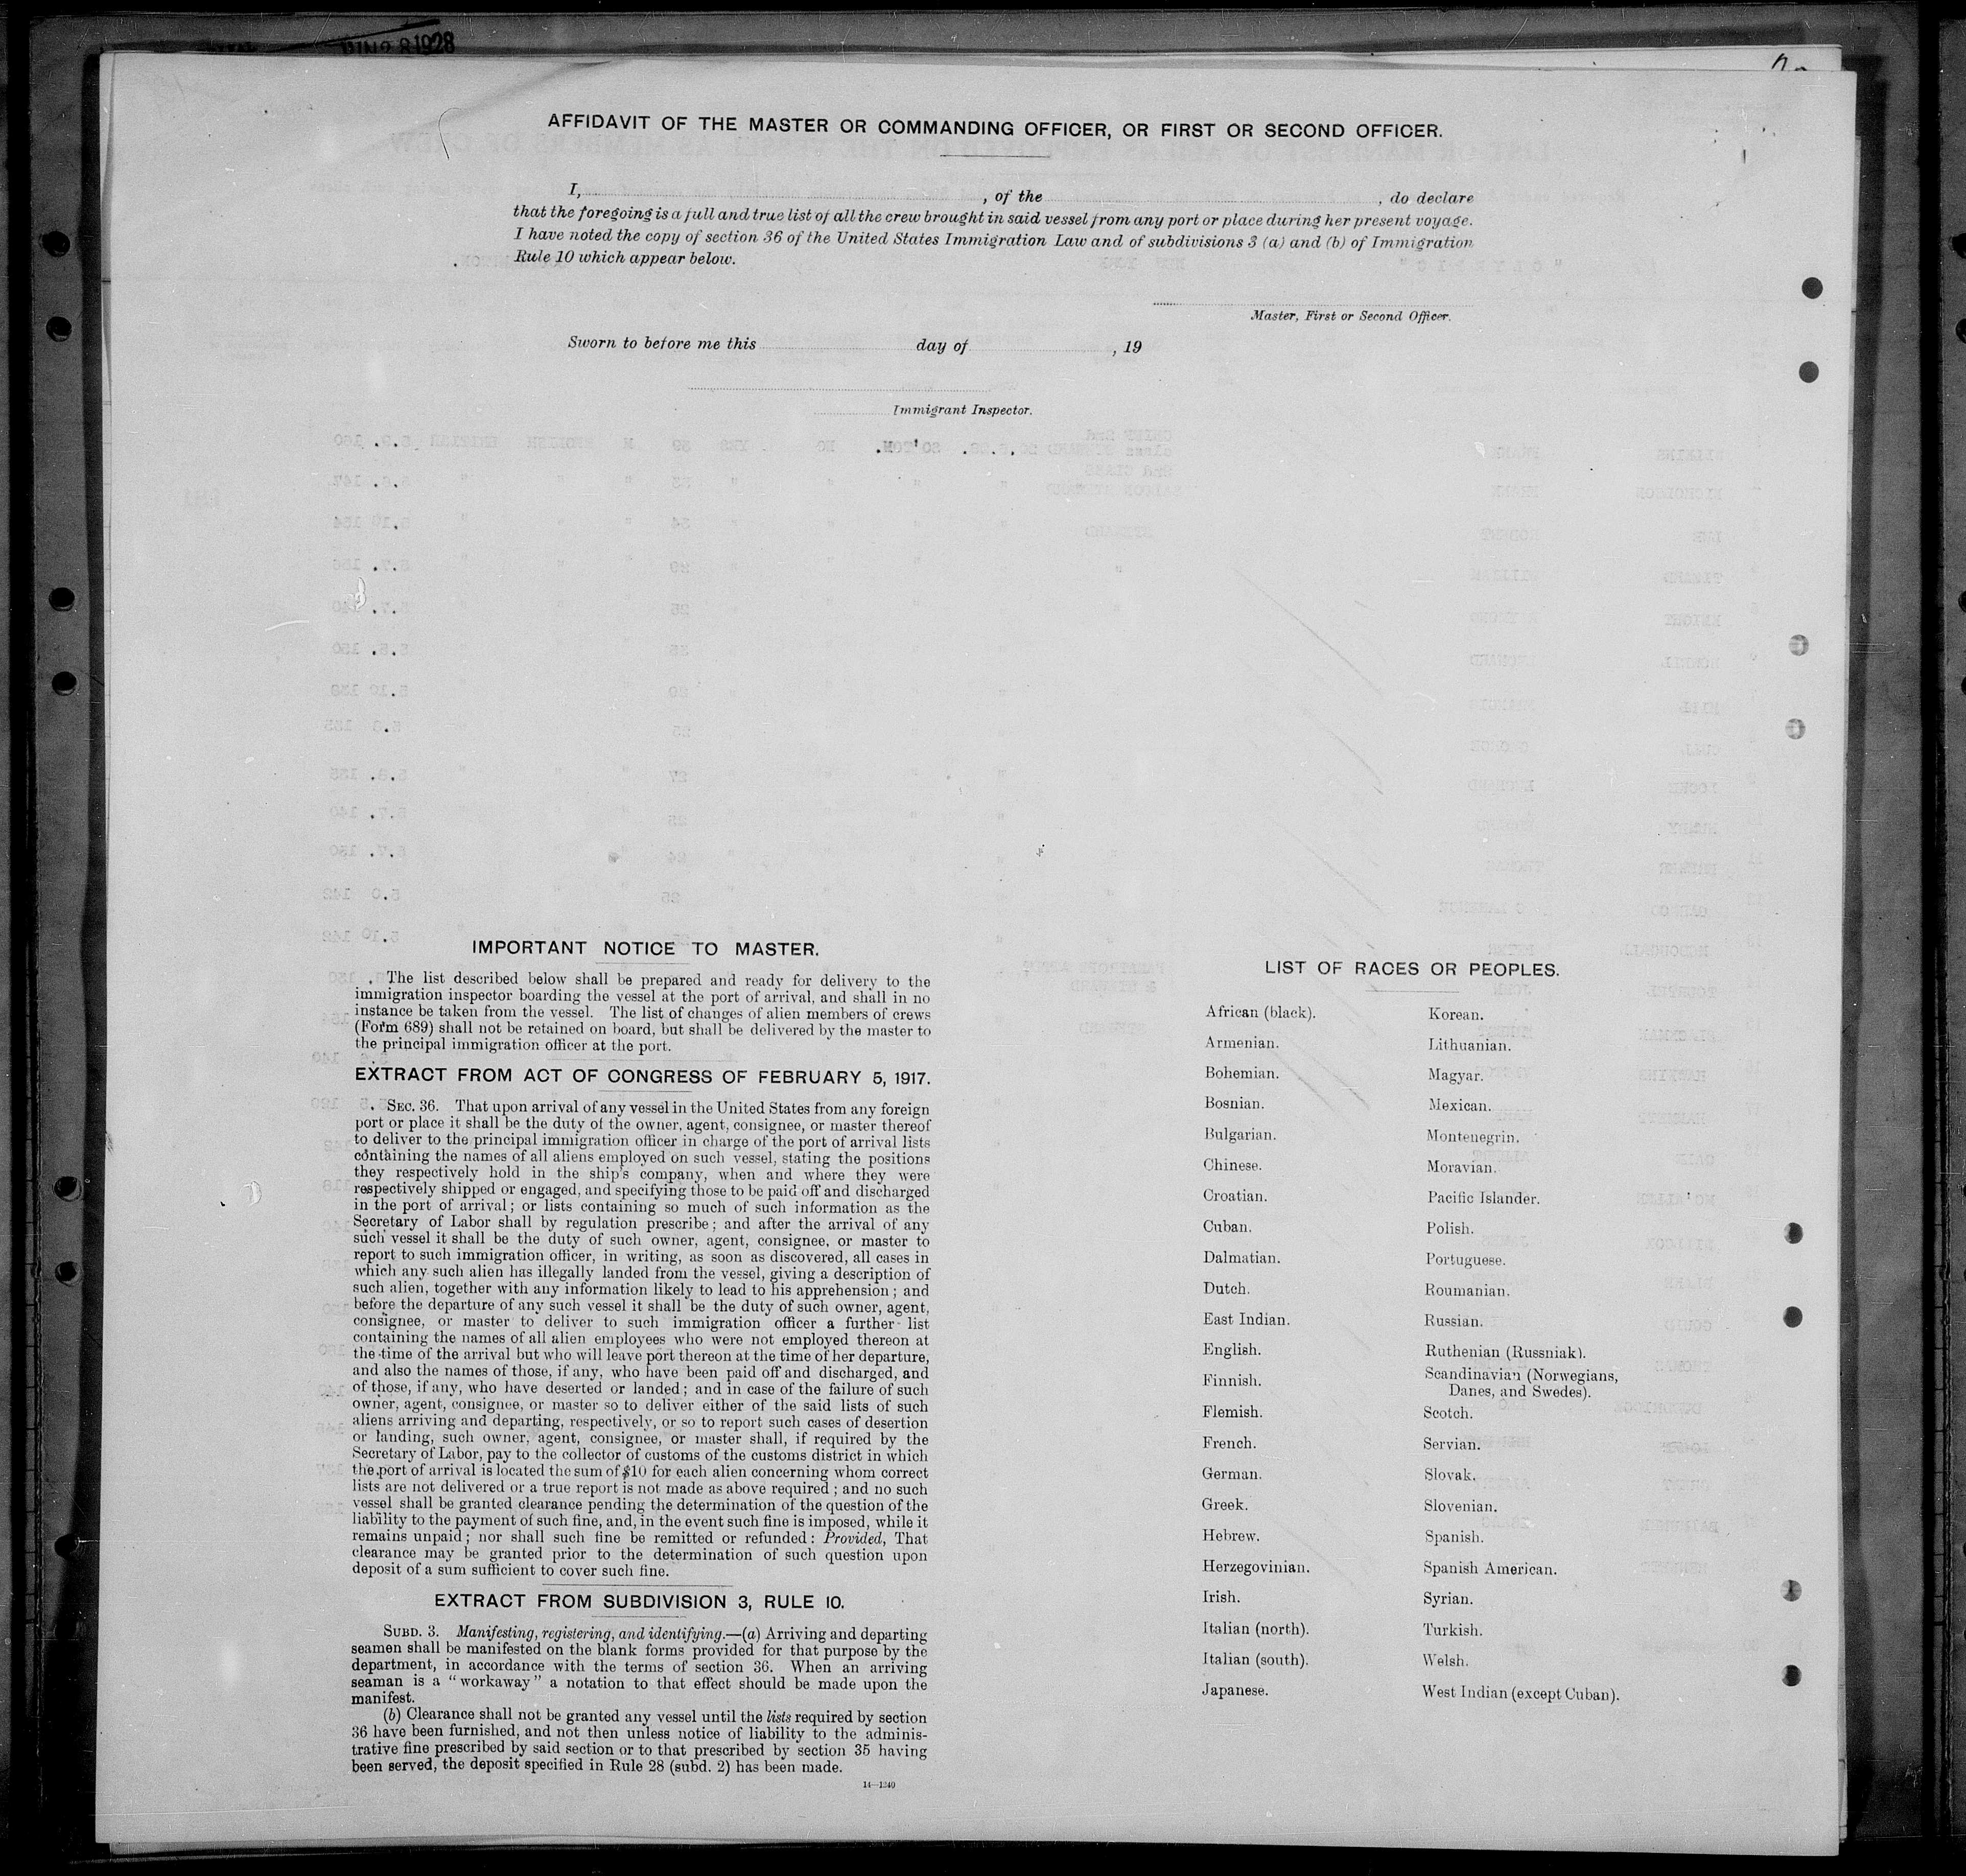 JUN 28 1928
AFFIDAVIT OF THE MASTER OR COMMANDING OFFICER, OR FIRST OR SECOND OFFICER.
I, , of the , do declare
that the foregoing is a full and true list of all the crew brought in said vessel from any port or place during her present voyage.
I have noted the copy of section 36 of the United States Immigration Law and of subdivisions 3 (a) and (b) of Immigration
Rule 10 which appear below.
Master, First or Second Officer.
Sworn to before me this day of , 19
Immigrant Inspector.
IMPORTANT NOTICE TO MASTER.
The list described below shall be prepared and ready for delivery to the
immigration inspector boarding the vessel at the port of arrival, and shall in no
instance be taken from the vessel. The list of changes of alien members of crews
(Form 689) shall not be retained on board, but shall be delivered by the master to
the principal immigration officer at the port.
EXTRACT FROM ACT OF CONGRESS OF FEBRUARY 5, 1917.
SEC. 36. That upon arrival of any vessel in the United States from any foreign
port or place it shall be the duty of the owner, agent, consignee, or master thereof
to deliver to the principal immigration officer in charge of the port of arrival lists
containing the names of all aliens employed on such vessel, stating the positions
they respectively hold in the ship's company, when and where they were
respectively shipped or engaged, and specifying those to be paid off and discharged
in the port of arrival; or lists containing so much of such information as the
Secretary of Labor shall by regulation prescribe; and after the arrival of any
such vessel it shall be the duty of such owner, agent, consignee, or master to
report to such immigration officer, in writing, as soon as discovered, all cases in
which any such alien has illegally landed from the vessel, giving a description of
such alien, together with any information likely to lead to his apprehension; and
before the departure of any such vessel it shall be the duty of such owner, agent,
consignee, or master to deliver to such immigration officer a further list
containing the names of all alien employees who were not employed thereon at
the time of the arrival but who will leave port thereon at the time of her departure,
and also the names of those, if any, who have been paid off and discharged, and
of those, if any, who have deserted or landed; and in case of the failure of such
owner, agent, consignee, or master so to deliver either of the said lists of such
aliens arriving and departing, respectively, or so to report such cases of desertion
or landing, such owner, agent, consignee, or master shall, if required by the
Secretary of Labor, pay to the collector of customs of the customs district in which
the port of arrival is located the sum of $10 for each alien concerning whom correct
lists are not delivered or a true report is not made as above required; and no such
vessel shall be granted clearance pending the determination of the question of the
liability to the payment of such fine, and, in the event such fine is imposed, while it
remains unpaid; nor shall such fine be remitted or refunded: Provided, That
clearance may be granted prior to the determination of such question upon
deposit of a sum sufficient to cover such fine.
EXTRACT FROM SUBDIVISION 3, RULE 10.
SUBD. 3. Manifesting, registering, and identifying.—(a) Arriving and departing
seamen shall be manifested on the blank forms provided for that purpose by the
department, in accordance with the terms of section 36. When an arriving
seaman is a "workaway" a notation to that effect should be made upon the
manifest.
(b) Clearance shall not be granted any vessel until the lists required by section
36 have been furnished, and not then unless notice of liability to the adminis-
trative fine prescribed by said section or to that prescribed by section 35 having
been served, the deposit specified in Rule 28 (subd. 2) has been made.
14—1240
LIST OF RACES OR PEOPLES.
African (black).
Armenian.
Bohemian.
Bosnian.
Bulgarian.
Chinese.
Croatian.
Cuban.
Dalmatian.
Dutch.
East Indian.
English.
Finnish.
Flemish.
French.
German.
Greek.
Hebrew.
Herzegovinian.
Irish.
Italian (north).
Italian (south).
Japanese.
Korean.
Lithuanian.
Magyar.
Mexican.
Montenegrin.
Moravian.
Pacific Islander.
Polish.
Portuguese.
Roumanian.
Russian.
Ruthenian (Russniak).
Scandinavian (Norwegians,
Danes, and Swedes).
Scotch.
Servian.
Slovak.
Slovenian.
Spanish.
Spanish American.
Syrian.
Turkish.
Welsh.
West Indian (except Cuban).